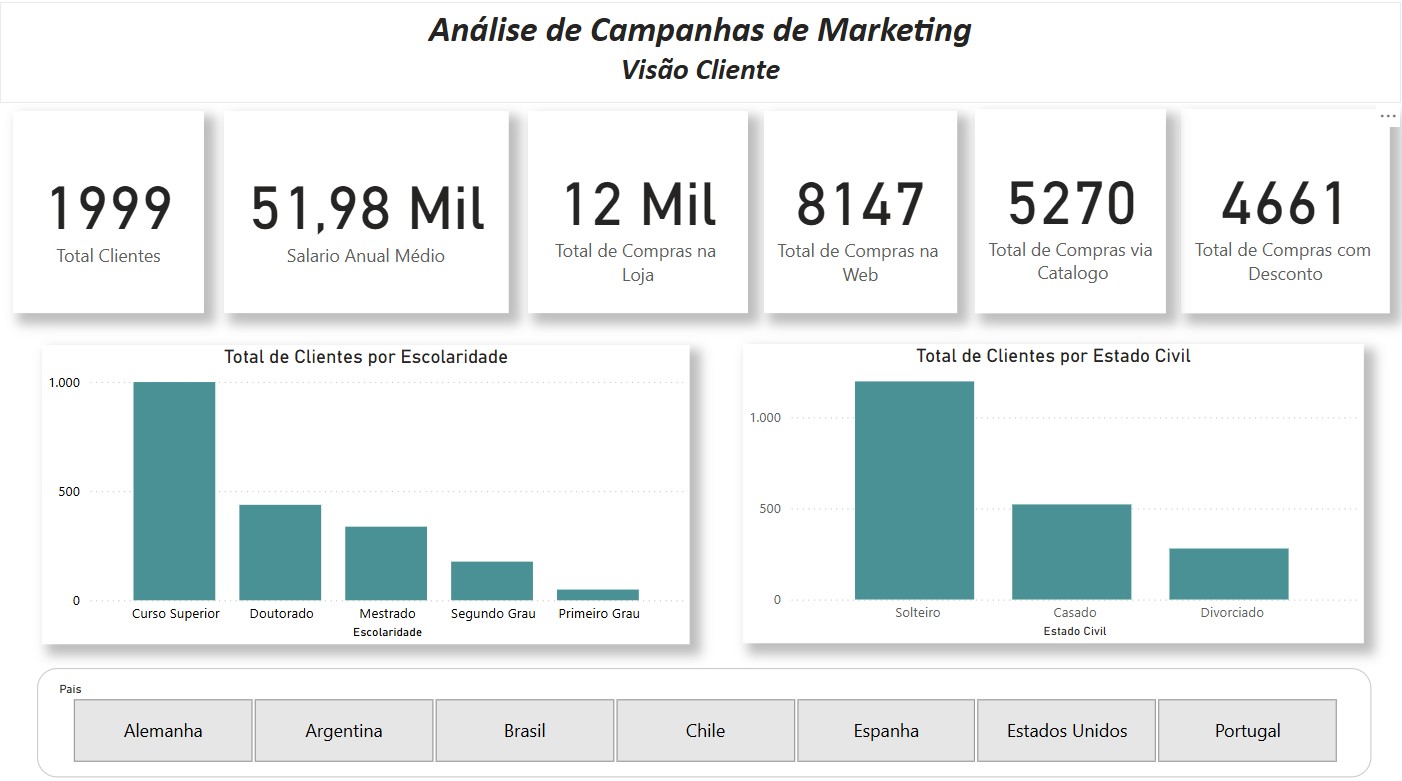 Análise de Campanhas de Marketing
Visão Cliente
1999
Total Clientes
51,98 Mil
Salario Anual Médio
12 Mil
Total de Compras na
Loja
8147
Total de Compras na
Web
5270
Total de Compras via
Catalogo
4661
Total de Compras com
Desconto
Total de Clientes por Escolaridade
1.000
500
0
Curso Superior Doutorado Mestrado Segundo Grau Primeiro Grau
Escolaridade
Total de Clientes por Estado Civil
1.000
500
0
Solteiro Casado Divorciado
Estado Civil
Pais
Alemanha Argentina Brasil Chile Espanha Estados Unidos Portugal